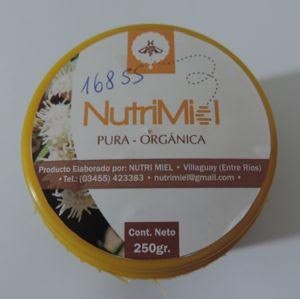 16855
NutriMiel
PURA - ORGÁNICA
Producto Elaborado por: NUTRI MIEL • Villaguay (Entre Rios)
• Tel.: (03455) 423383 • nutrimiel@gmail.com •
Cont. Neto
250gr.